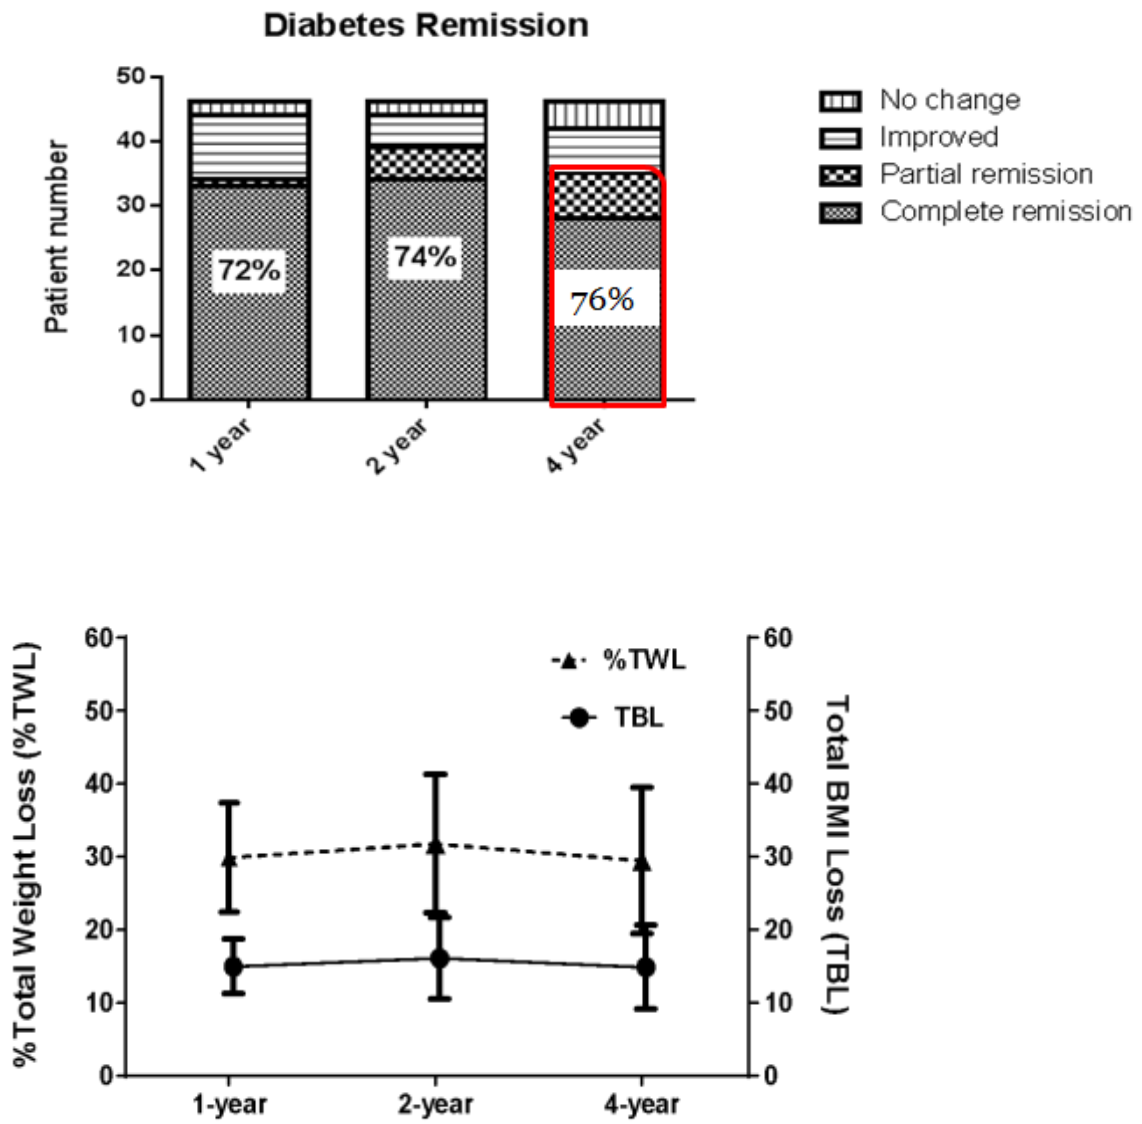 Diabetes Remission
Patient number
50
40
30
20
10
0
72%
74%
76%
1 year
2 year
4 year
No change
Improved
Partial remission
Complete remission
%Total Weight Loss (%TWL)
60
50
40
30
20
10
0
%TWL
TBL
60
50
40
30
20
10
0
Total BMI Loss (TBL)
1-year
2-year
4-year